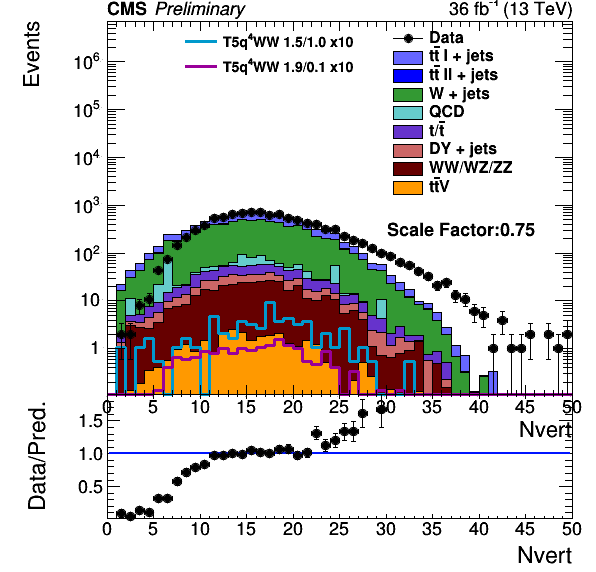 CMS Preliminary 36 fb⁻¹ (13 TeV)
Events
T5q⁴WW 1.5/1.0 x10
T5q⁴WW 1.9/0.1 x10
Data
tt̄ l + jets
tt̄ ll + jets
W + jets
QCD
t/t̄
DY + jets
WW/WZ/ZZ
tt̄V
Scale Factor:0.75
10⁶
10⁵
10⁴
10³
10²
10
1
0 5 10 15 20 25 30 35 40 45 50
Nvert
Data/Pred.
1.5
1.0
0.5
0 5 10 15 20 25 30 35 40 45 50
Nvert